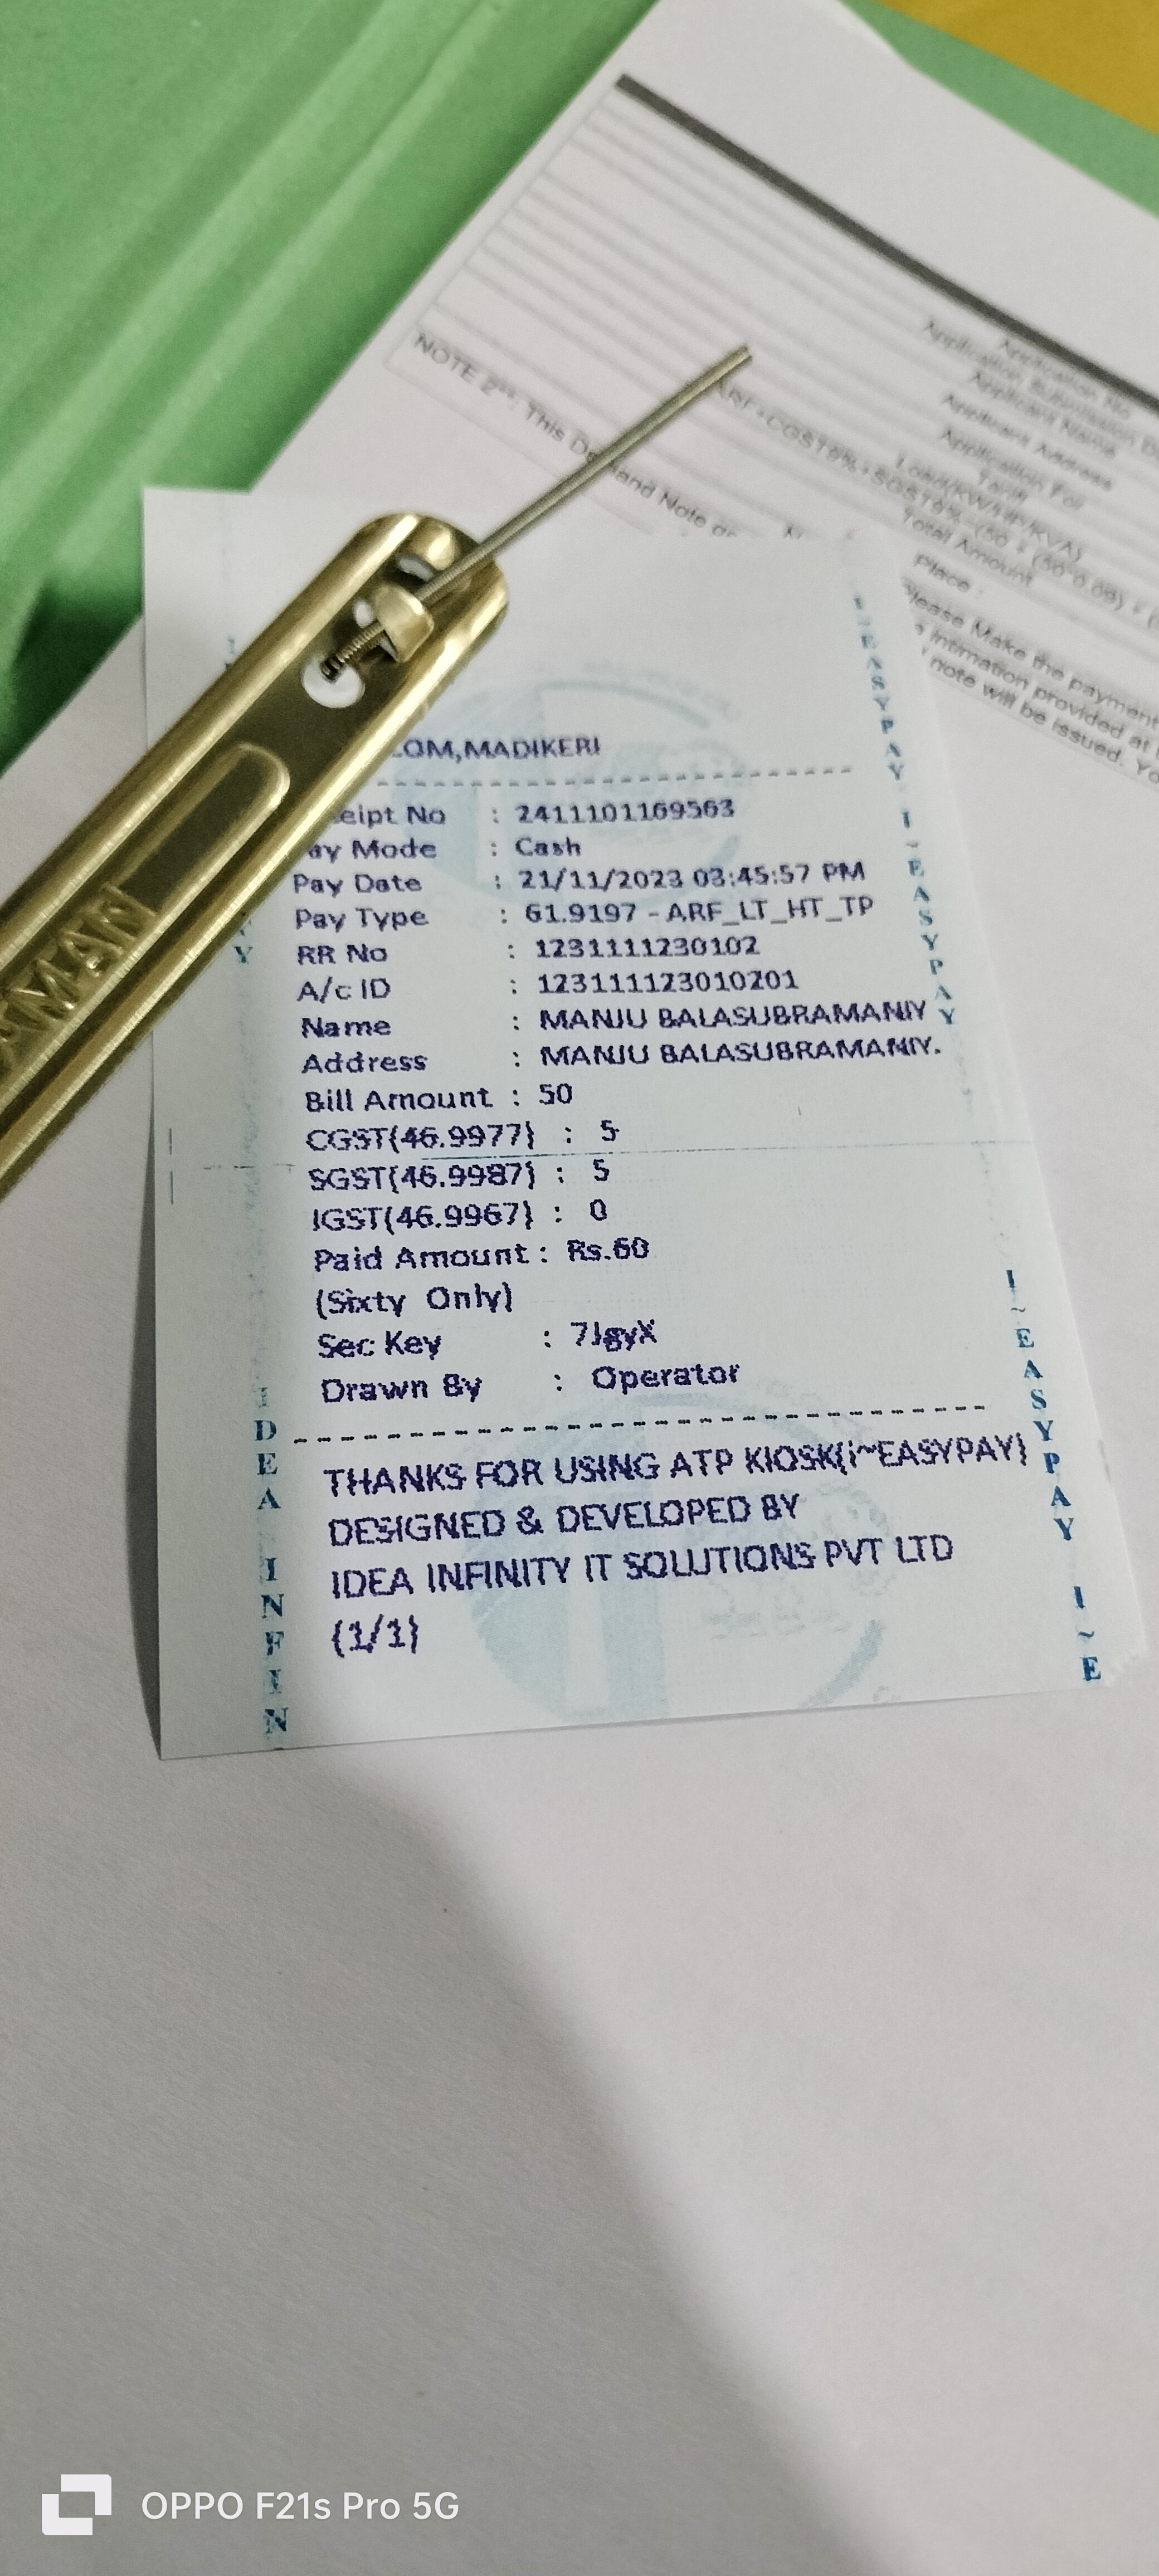 Application No
Application Submission D
Applicant Name
Applicant Address
Application For
Tariff
Load(KW/HP/KVA)
ARF+CGST9%+SGST9%=(50 + (50*0.09) + (
Total Amount
NOTE 2**: This De and Note
Place :
Please Make the payment
intimation provided at
note will be issued. Yo
MAN
COM,MADIKERI
eipt No : 2411101169563
ay Mode : Cash
Pay Date : 21/11/2023 03:45:57 PM
Pay Type : 61.9197 - ARF_LT_HT_TP
RR No : 1231111230102
A/c ID : 123111123010201
Name : MANJU BALASUBRAMANIY
Address : MANJU BALASUBRAMANIY.
Bill Amount : 50
CGST(46.9977) : 5
SGST(46.9987) : 5
IGST(46.9967) : 0
Paid Amount : Rs.60
(Sixty Only)
Sec Key : 7JgyX
Drawn By : Operator
THANKS FOR USING ATP KIOSK(i~EASYPAY)
DESIGNED & DEVELOPED BY
IDEA INFINITY IT SOLUTIONS PVT LTD
(1/1)
IDEA INFIN
I~EASYPAY I~EASYPAY
I~EASYPAY I~E
OPPO F21s Pro 5G